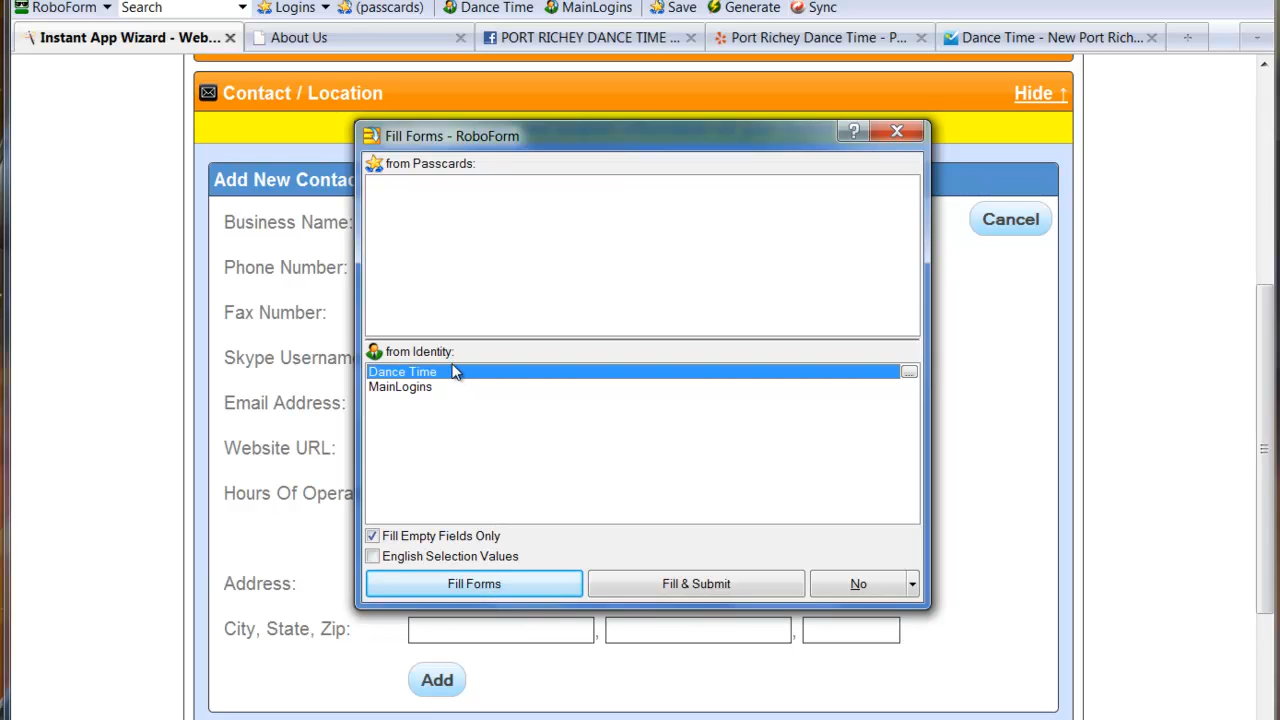 RoboForm Search Logins (passcards) Dance Time MainLogins Save Generate Sync
Instant App Wizard - Web... About Us PORT RICHEY DANCE TIME ... Port Richey Dance Time - P... Dance Time - New Port Rich...
Contact / Location Hide ↑
Fill Forms - RoboForm ?
from Passcards:
Add New Contac
Business Name: Cancel
Phone Number:
Fax Number:
from Identity:
Skype Usernam
Dance Time ...
MainLogins
Email Address:
Website URL:
Hours Of Opera
Fill Empty Fields Only
English Selection Values
Address: Fill Forms Fill & Submit No
City, State, Zip: , ,
Add